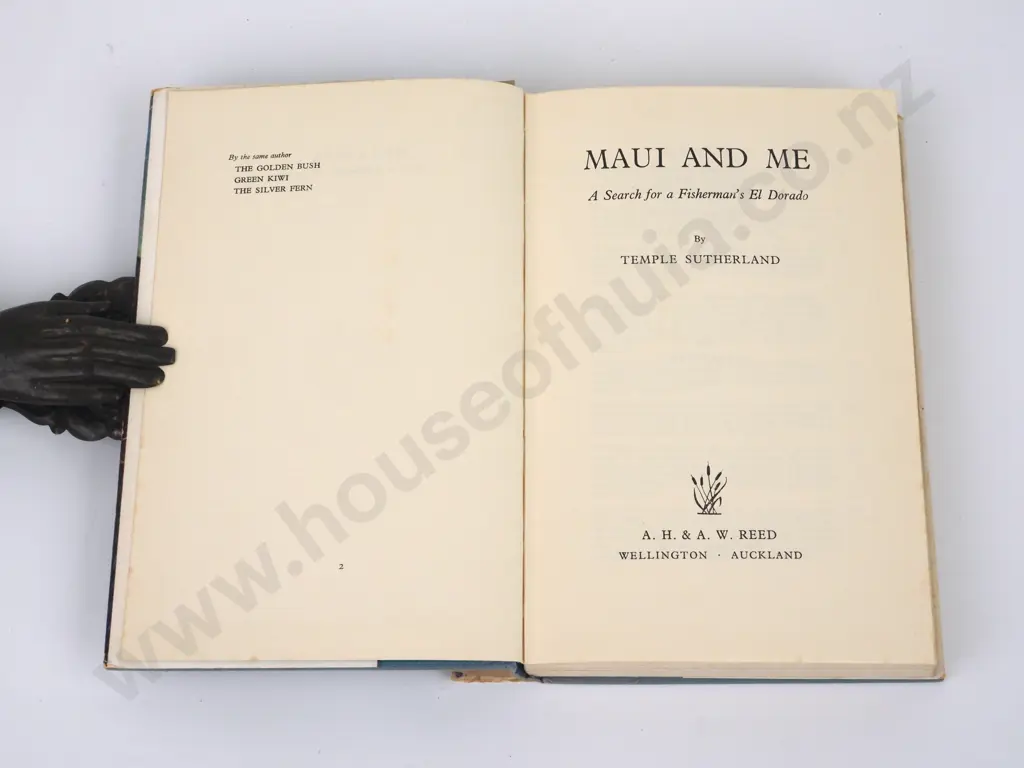 By the same author
THE GOLDEN BUSH
GREEN KIWI
THE SILVER FERN
2
MAUI AND ME
A Search for a Fisherman's El Dorado
By
TEMPLE SUTHERLAND
A. H. & A. W. REED
WELLINGTON · AUCKLAND
www.houseofhuia.co.nz